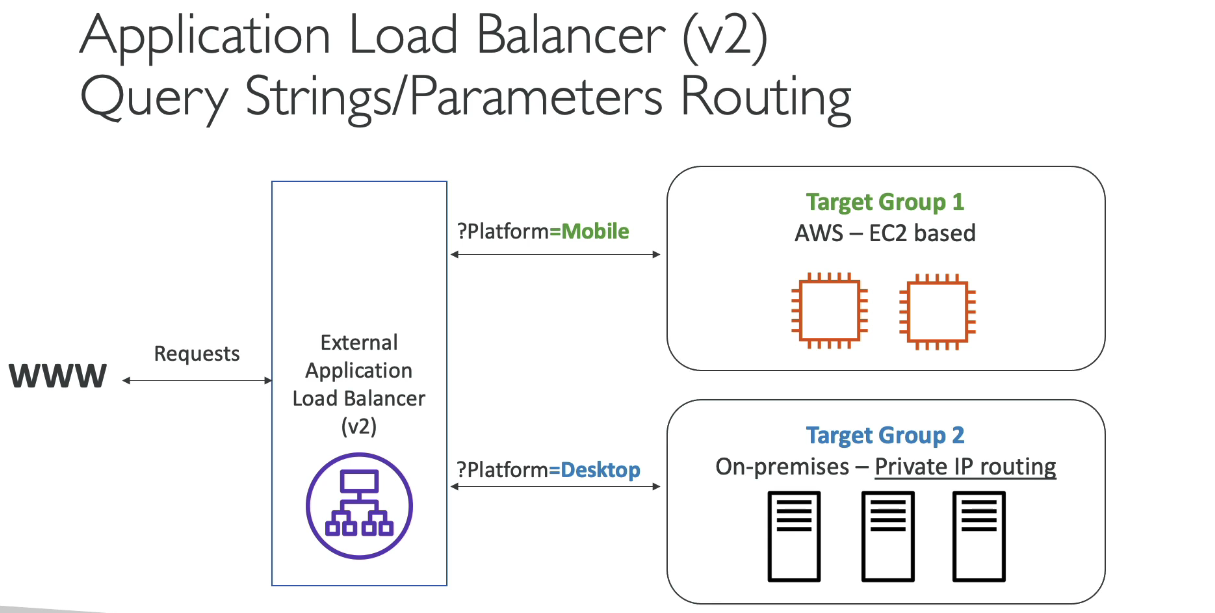 Application Load Balancer (v2)
Query Strings/Parameters Routing
WWW
Requests
External
Application
Load Balancer
(v2)
?Platform=Mobile
?Platform=Desktop
Target Group 1
AWS – EC2 based
Target Group 2
On-premises – Private IP routing